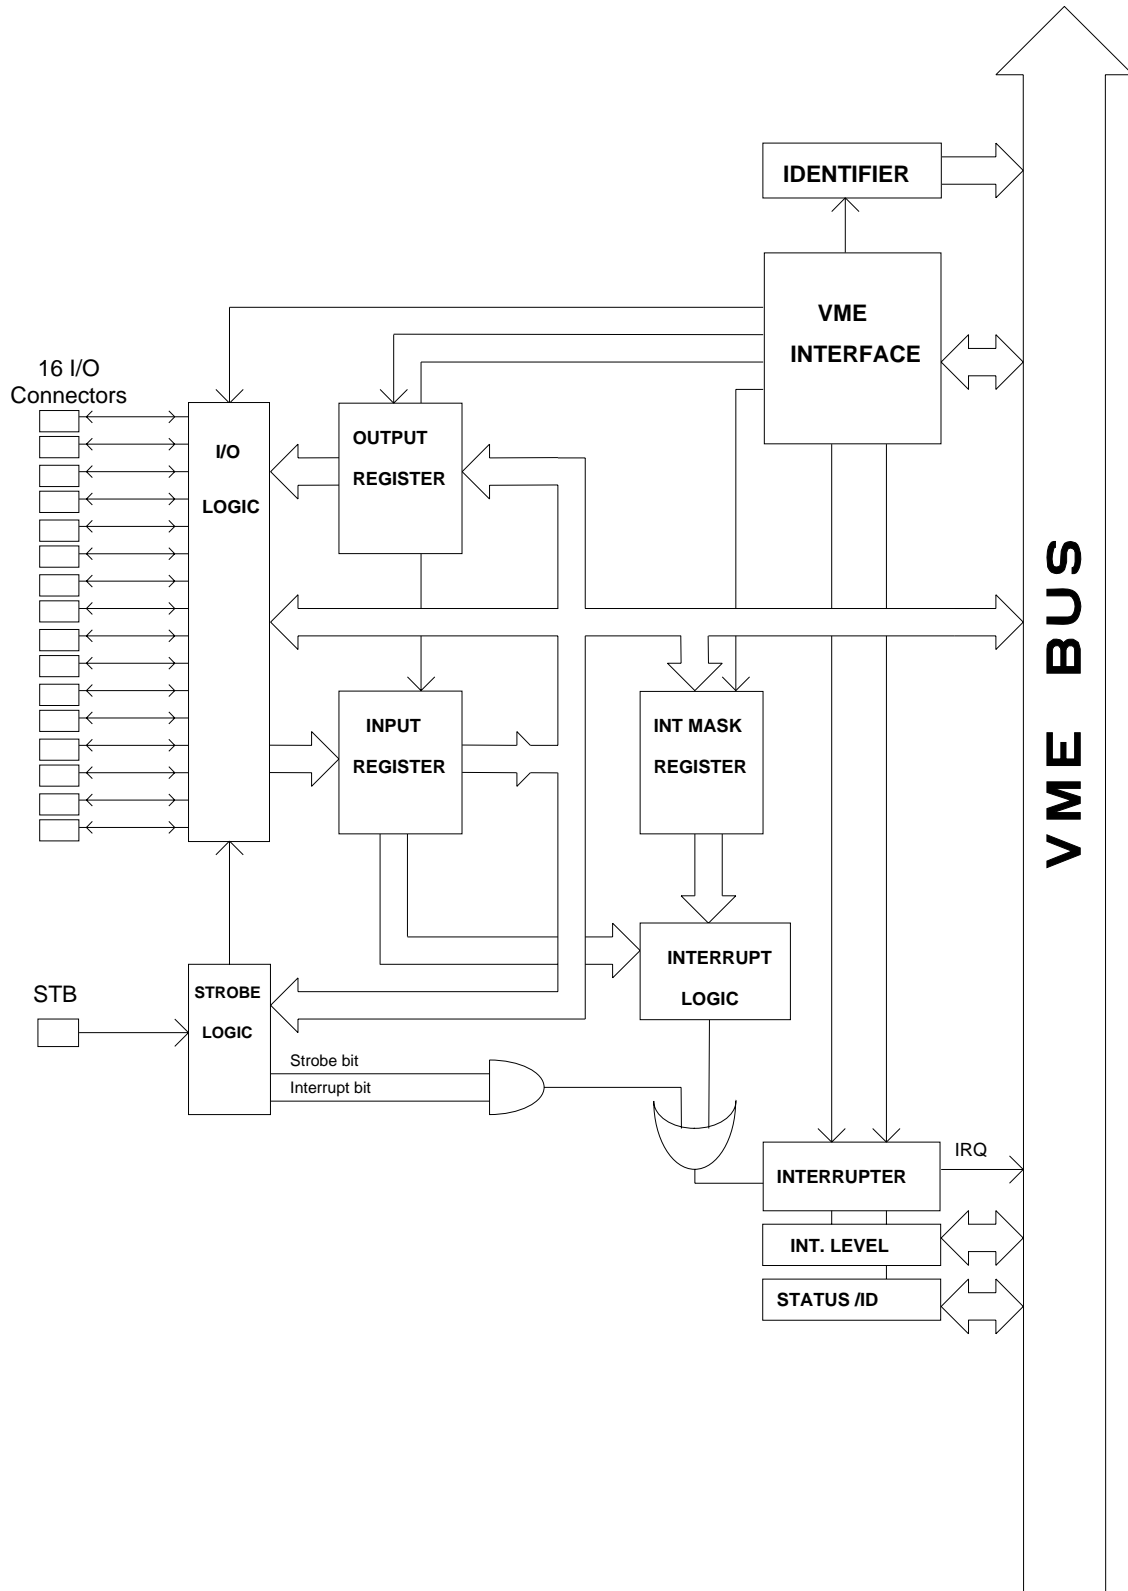 IDENTIFIER
VME
INTERFACE
16 I/O
Connectors
I/O
LOGIC
OUTPUT
REGISTER
VME BUS
INPUT
REGISTER
INT MASK
REGISTER
INTERRUPT
LOGIC
STB
STROBE
LOGIC
Strobe bit
Interrupt bit
IRQ
INTERRUPTER
INT. LEVEL
STATUS /ID